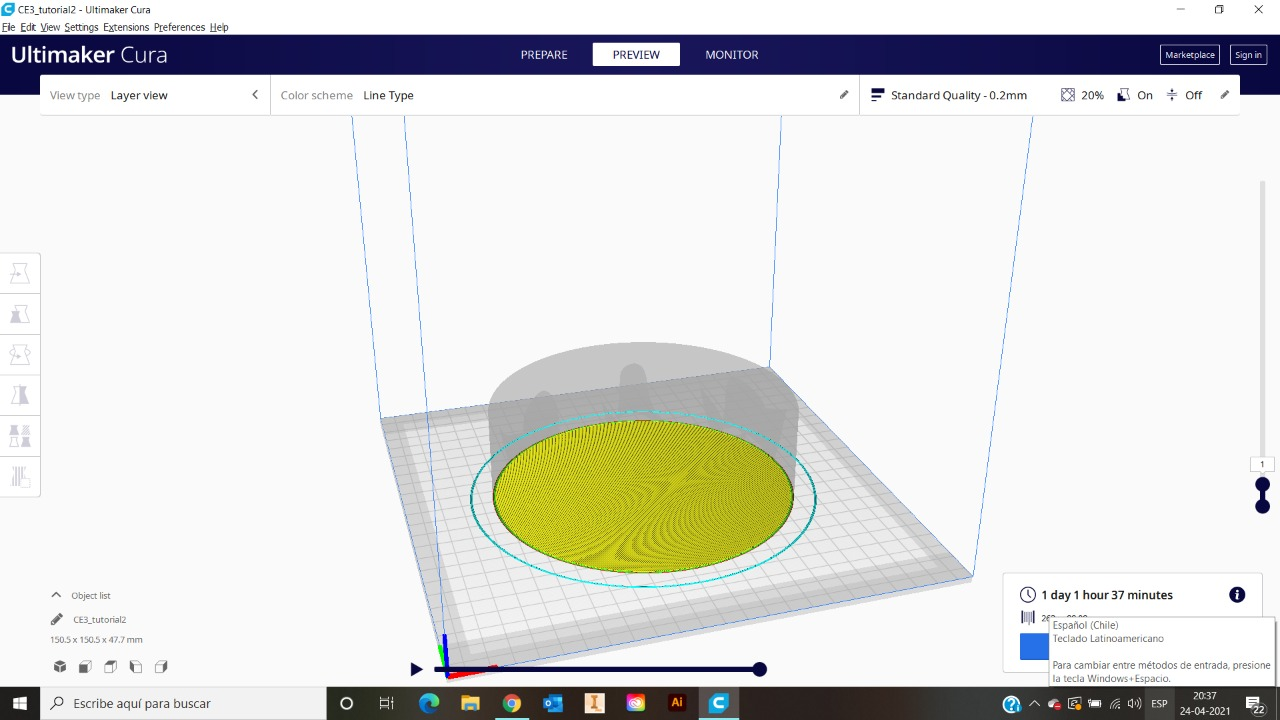 CE3_tutorial2 - Ultimaker Cura
File Edit View Settings Extensions Preferences Help
Ultimaker Cura
PREPARE
PREVIEW
MONITOR
Marketplace
Sign in
View type Layer view
Color scheme Line Type
Standard Quality - 0.2mm
20%
On
Off
1
Object list
CE3_tutorial2
150.5 x 150.5 x 47.7 mm
1 day 1 hour 37 minutes
Español (Chile)
Teclado Latinoamericano
Para cambiar entre métodos de entrada, presione
la tecla Windows+Espacio.
Escribe aquí para buscar
Ai
ESP
20:37
24-04-2021
22